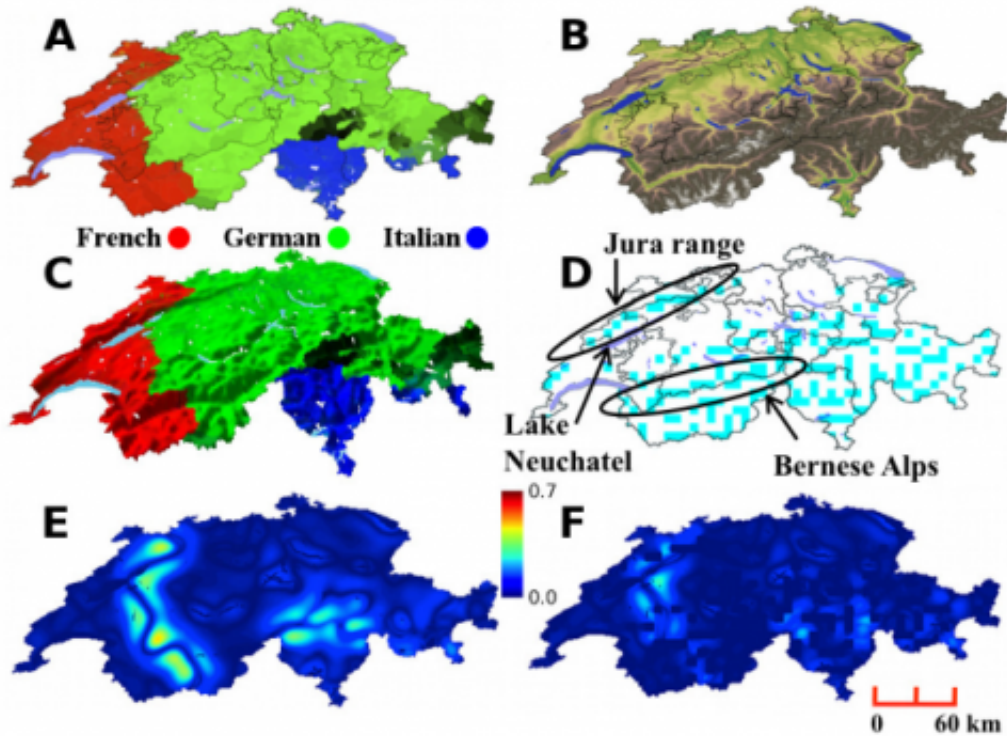 A
B
French
German
Italian
Jura range
C
D
Lake
Neuchatel
Bernese Alps
E
0.7
0.0
F
0
60 km